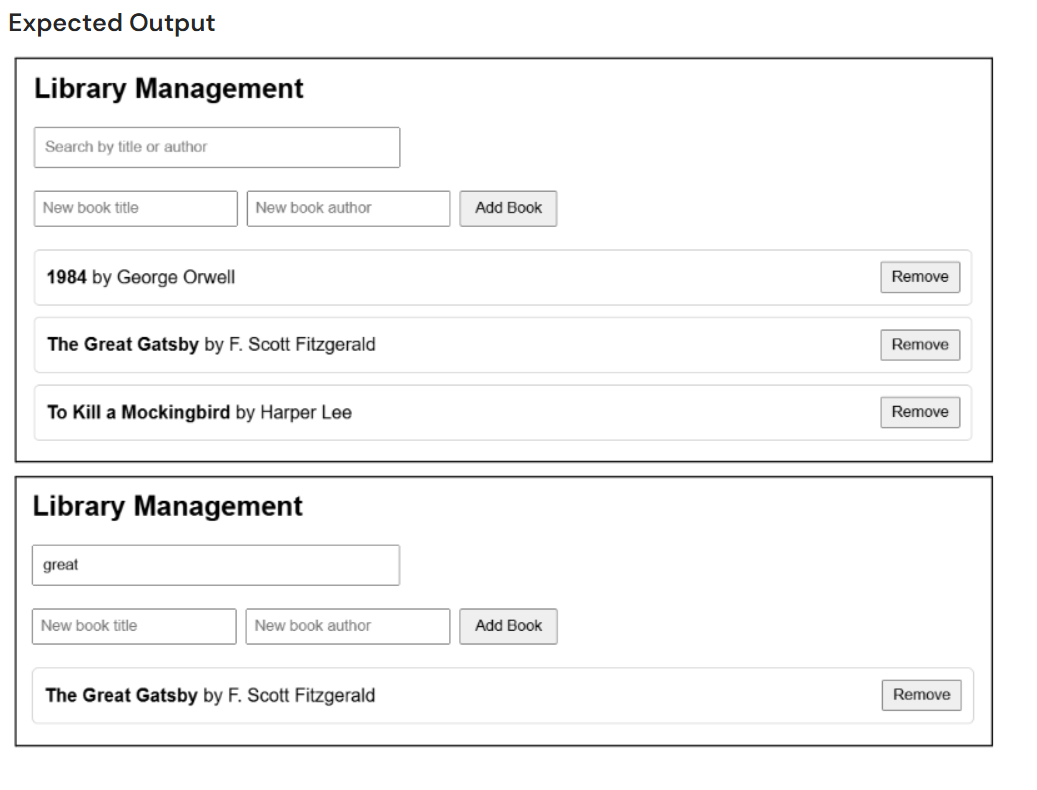 Expected Output
Library Management
Search by title or author
New book title New book author Add Book
1984 by George Orwell Remove
The Great Gatsby by F. Scott Fitzgerald Remove
To Kill a Mockingbird by Harper Lee Remove
Library Management
great
New book title New book author Add Book
The Great Gatsby by F. Scott Fitzgerald Remove